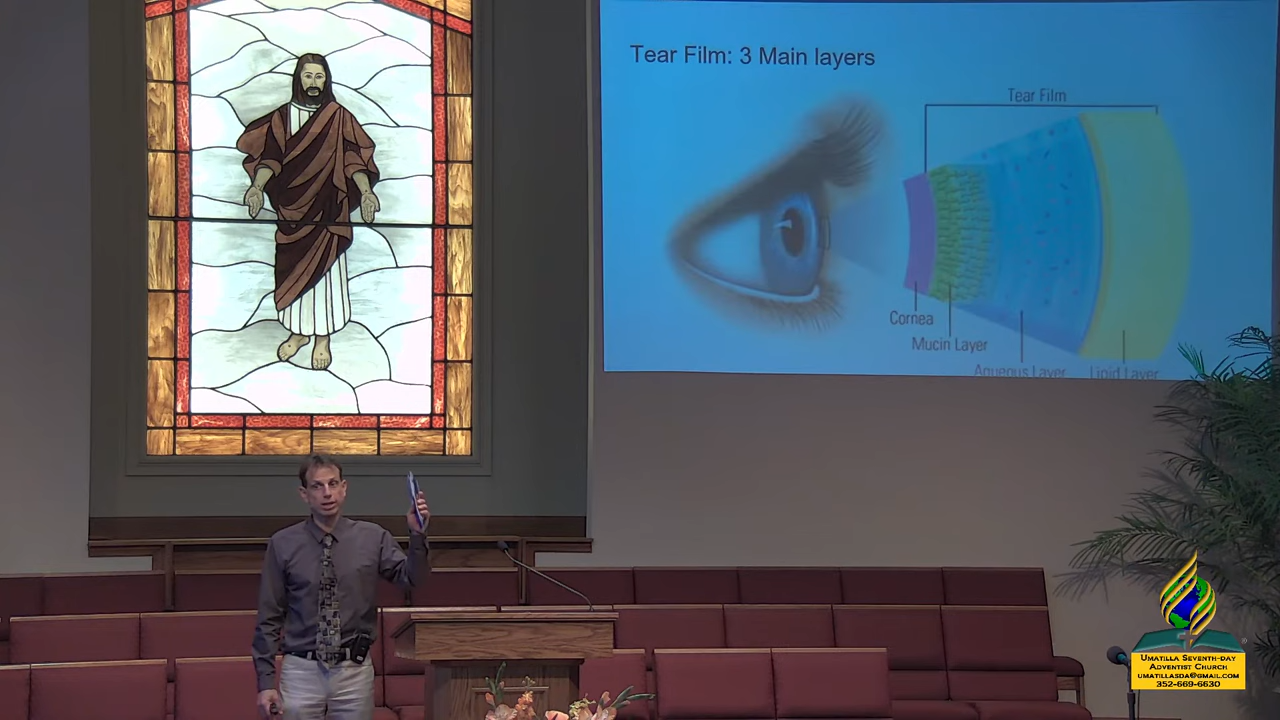 Tear Film: 3 Main layers
Tear Film
Cornea
Mucin Layer
Aqueous Layer
Lipid Layer
UMATILLA SEVENTH-DAY
ADVENTIST CHURCH
UMATILLASDA@GMAIL.COM
352-669-6630